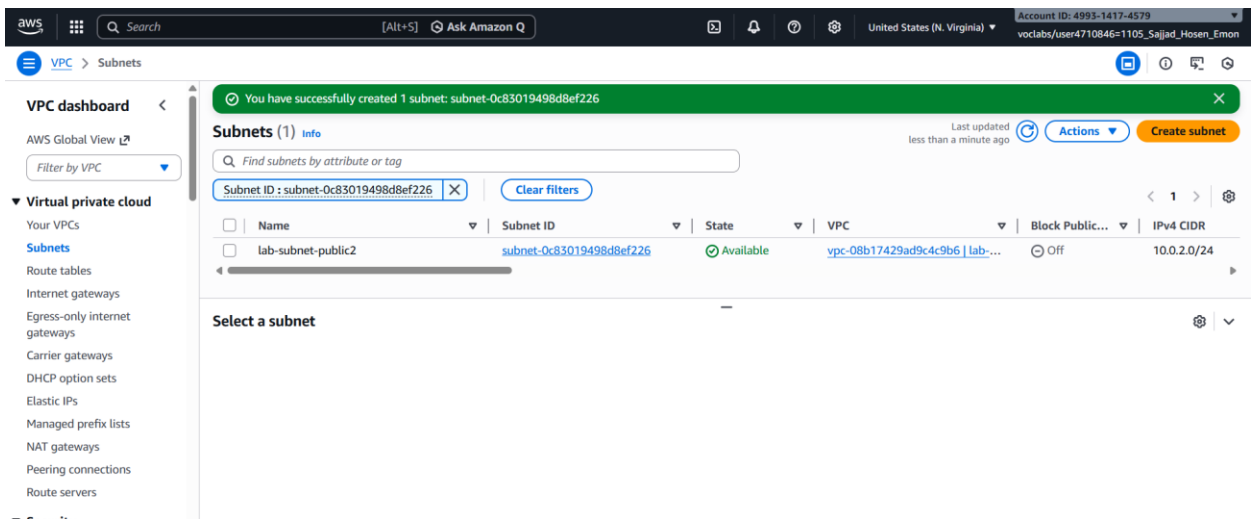 aws
Search [Alt+S] Ask Amazon Q
United States (N. Virginia) ▼
Account ID: 4993-1417-4579 ▼
voclabs/user4710846=1105_Sajjad_Hosen_Emon
VPC > Subnets
VPC dashboard <
AWS Global View
Filter by VPC ▼
▼ Virtual private cloud
Your VPCs
Subnets
Route tables
Internet gateways
Egress-only internet
gateways
Carrier gateways
DHCP option sets
Elastic IPs
Managed prefix lists
NAT gateways
Peering connections
Route servers
You have successfully created 1 subnet: subnet-0c83019498d8ef226
Subnets (1) Info
Last updated
less than a minute ago
Actions ▼
Create subnet
Find subnets by attribute or tag
Subnet ID : subnet-0c83019498d8ef226
Clear filters
< 1 >
Name Subnet ID State VPC Block Public... IPv4 CIDR
lab-subnet-public2 subnet-0c83019498d8ef226 Available vpc-08b17429ad9c4c9b6 | lab-... Off 10.0.2.0/24
Select a subnet